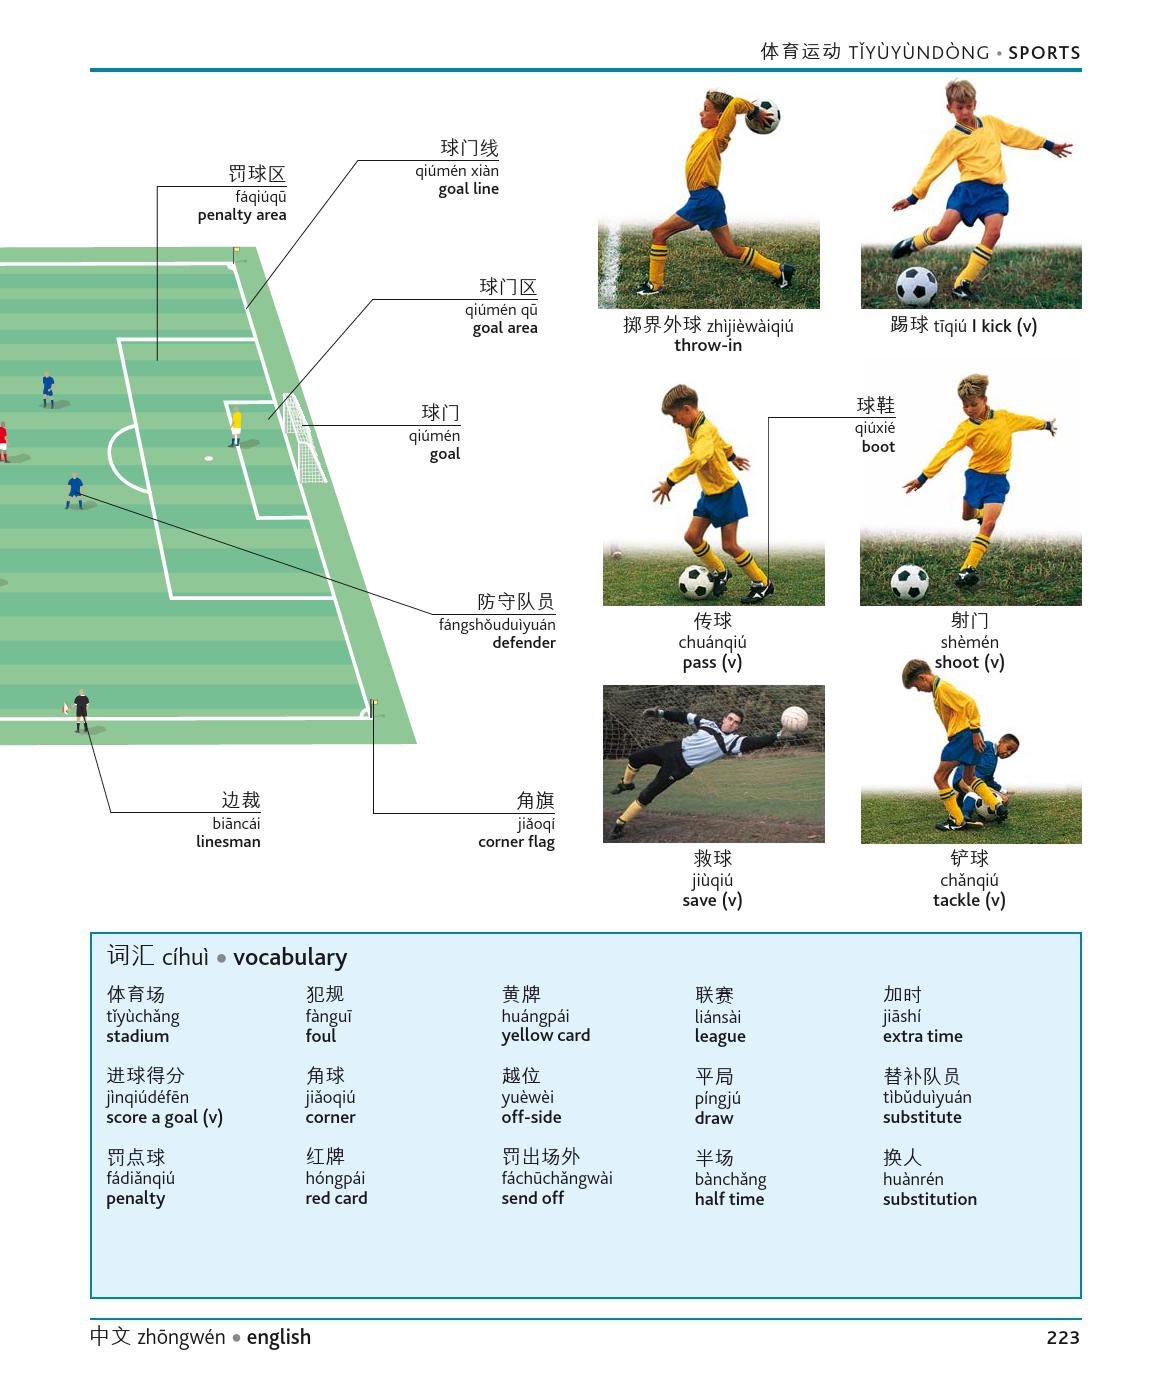 体育运动 TǏYÙYÙNDÒNG • SPORTS
罚球区
fáqiúqū
penalty area
球门线
qiúmén xiàn
goal line
球门区
qiúmén qū
goal area
球门
qiúmén
goal
防守队员
fángshǒuduìyuán
defender
边裁
biāncái
linesman
角旗
jiǎoqí
corner flag
掷界外球 zhìjièwàiqiú
throw-in
踢球 tīqiú I kick (v)
球鞋
qiúxié
boot
传球
chuánqiú
pass (v)
射门
shèmén
shoot (v)
救球
jiùqiú
save (v)
铲球
chǎnqiú
tackle (v)
词汇 cíhuì • vocabulary
体育场
tǐyùchǎng
stadium
进球得分
jìnqiúdéfēn
score a goal (v)
罚点球
fádiǎnqiú
penalty
犯规
fànguī
foul
角球
jiǎoqiú
corner
红牌
hóngpái
red card
黄牌
huángpái
yellow card
越位
yuèwèi
off-side
罚出场外
fáchūchǎngwài
send off
联赛
liánsài
league
平局
píngjú
draw
半场
bànchǎng
half time
加时
jiāshí
extra time
替补队员
tìbǔduìyuán
substitute
换人
huànrén
substitution
中文 zhōngwén • english
223